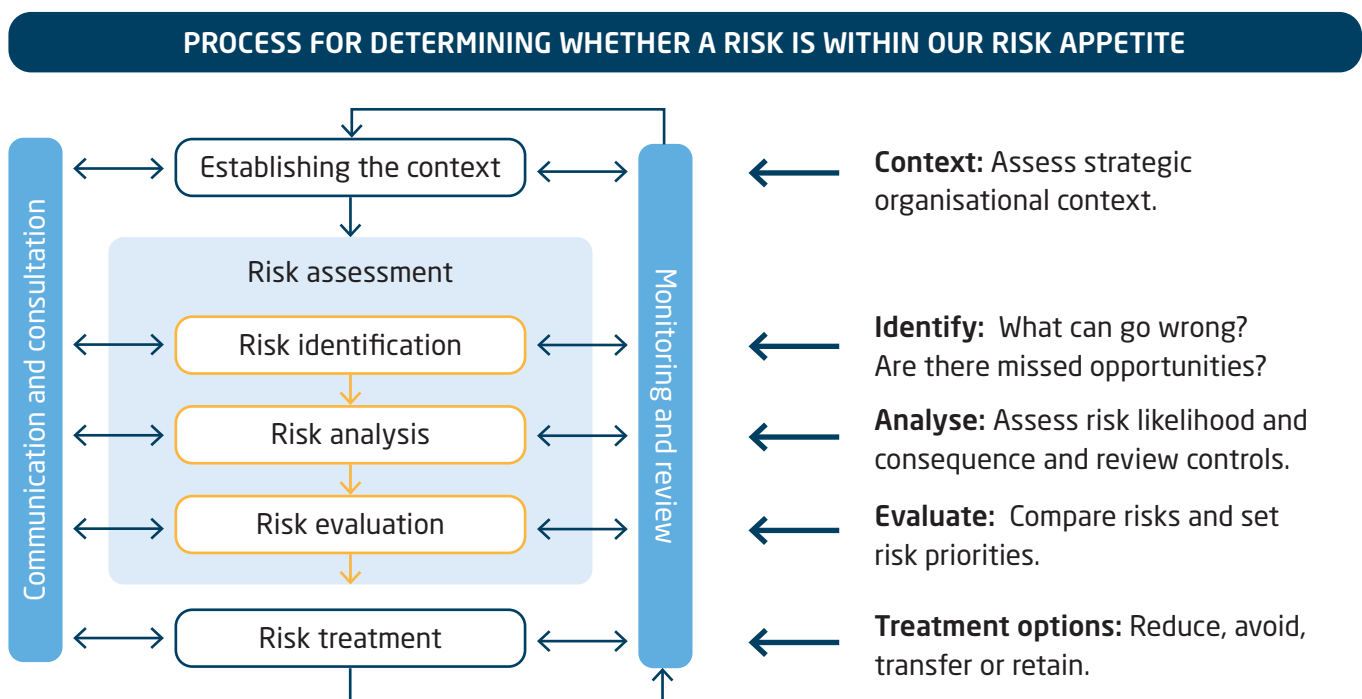 PROCESS FOR DETERMINING WHETHER A RISK IS WITHIN OUR RISK APPETITE
Communication and consultation
Establishing the context
Risk assessment
Risk identification
Risk analysis
Risk evaluation
Risk treatment
Monitoring and review
Context: Assess strategic
organisational context.
Identify: What can go wrong?
Are there missed opportunities?
Analyse: Assess risk likelihood and
consequence and review controls.
Evaluate: Compare risks and set
risk priorities.
Treatment options: Reduce, avoid,
transfer or retain.